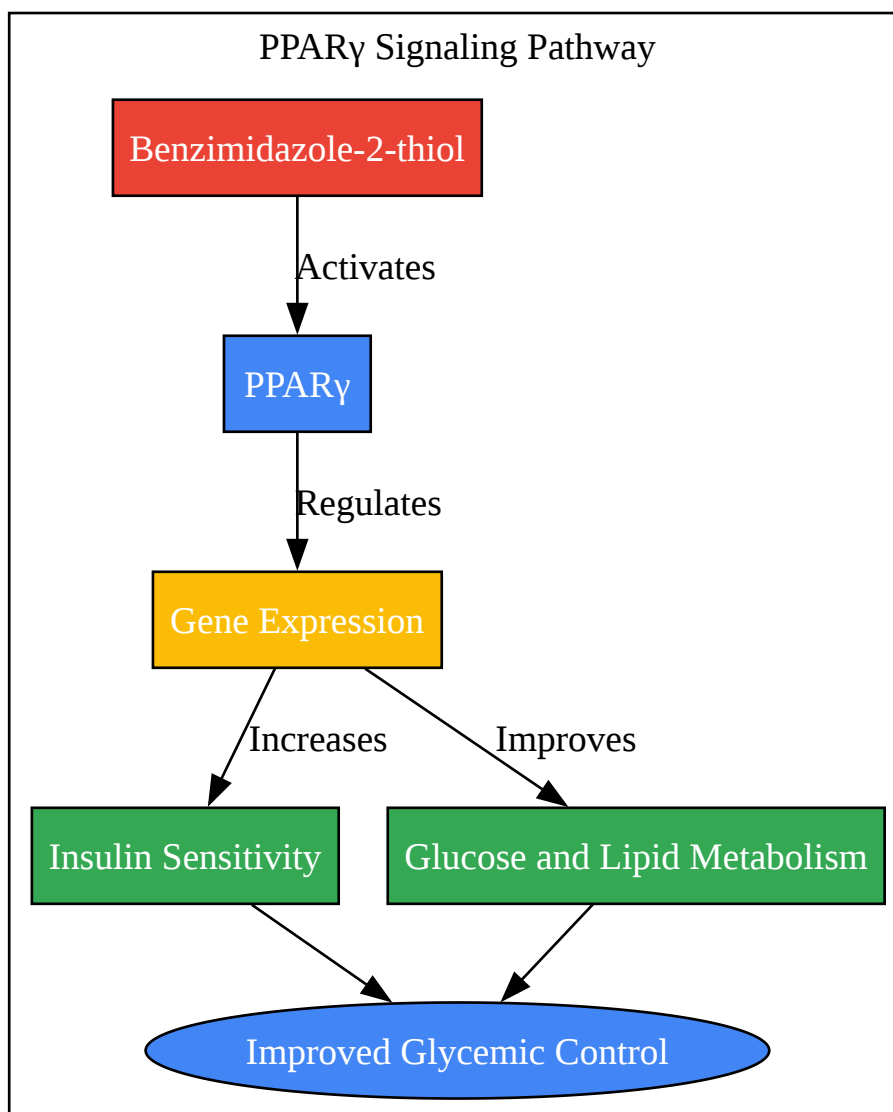 PPARγ Signaling Pathway
Benzimidazole-2-thiol
Activates
PPARγ
Regulates
Gene Expression
Increases
Improves
Insulin Sensitivity
Glucose and Lipid Metabolism
Improved Glycemic Control